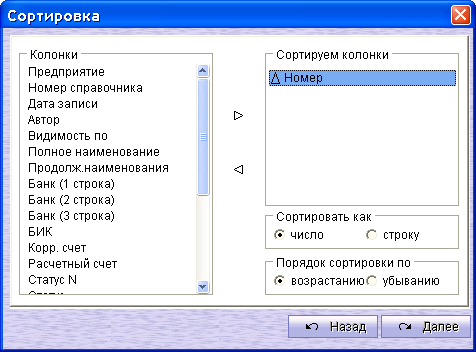 Сортировка
Колонки
Предприятие
Номер справочника
Дата записи
Автор
Видимость по
Полное наименование
Продолж.наименования
Банк (1 строка)
Банк (2 строка)
Банк (3 строка)
БИК
Корр. счет
Расчетный счет
Статус N
Сортируем колонки
Номер
Сортировать как
число строку
Порядок сортировки по
возрастанию убыванию
Назад Далее